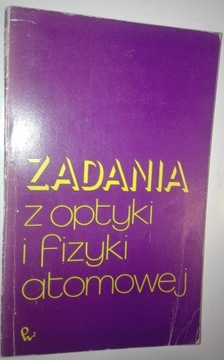 ZADANIA
z optyki
i fizyki
atomowej